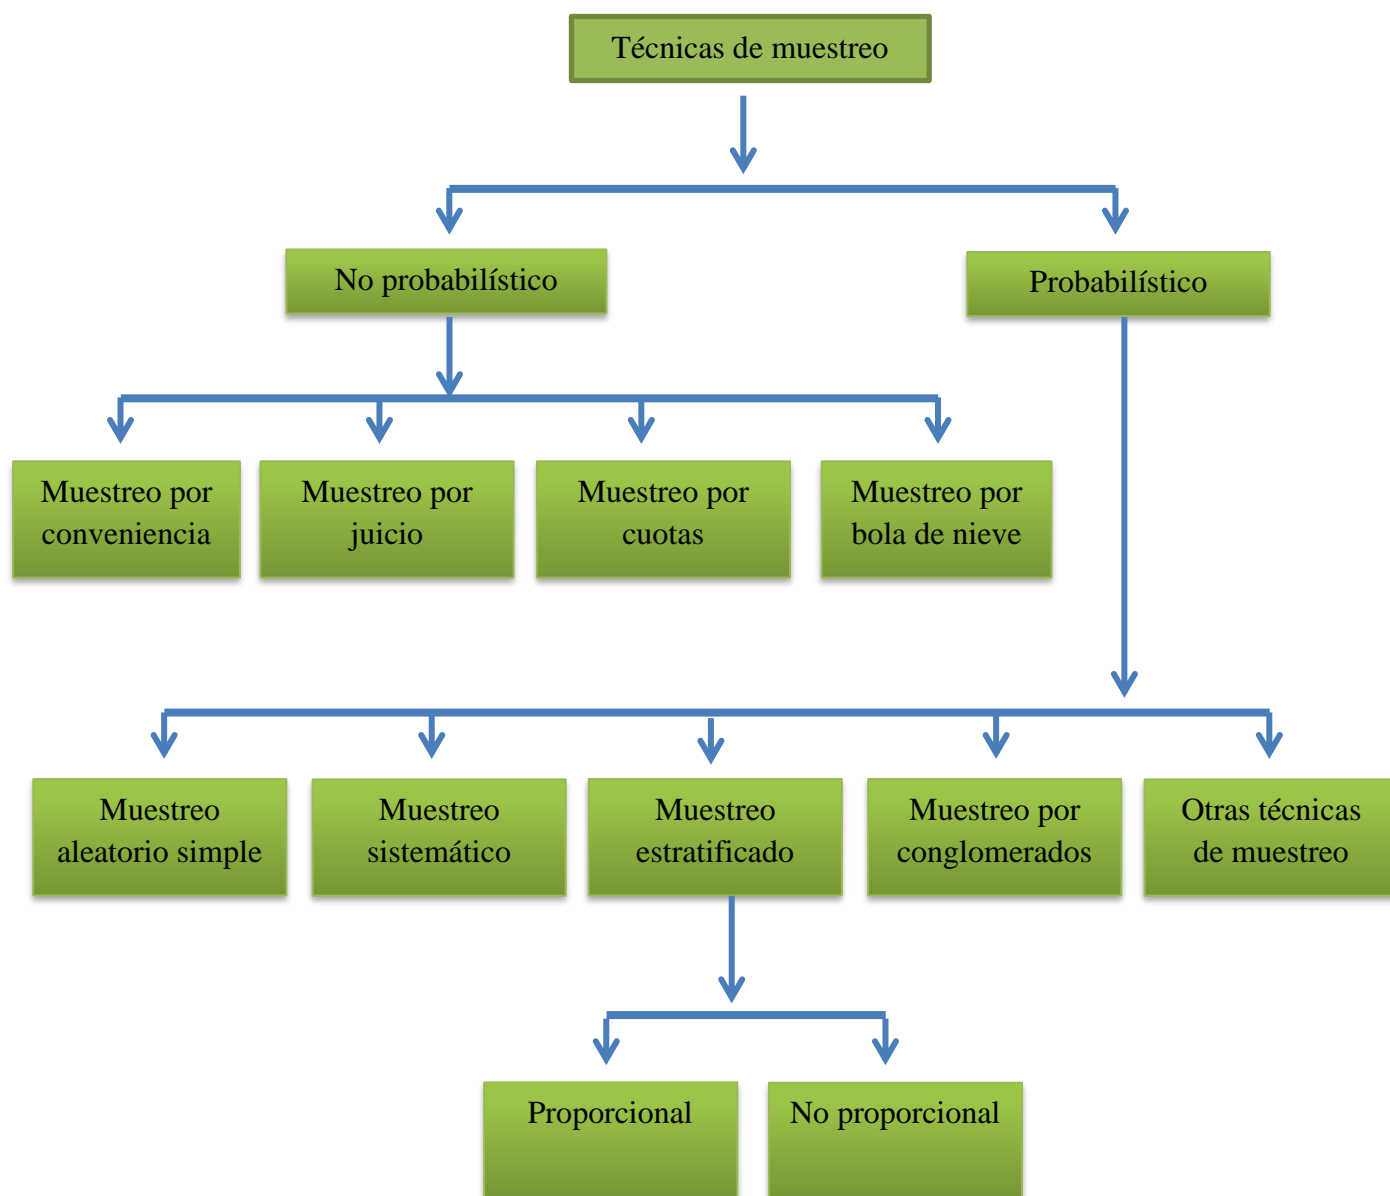 Técnicas de muestreo
No probabilístico
Probabilístico
Muestreo por
conveniencia
Muestreo por
juicio
Muestreo por
cuotas
Muestreo por
bola de nieve
Muestreo
aleatorio simple
Muestreo
sistemático
Muestreo
estratificado
Muestreo por
conglomerados
Otras técnicas
de muestreo
Proporcional
No proporcional